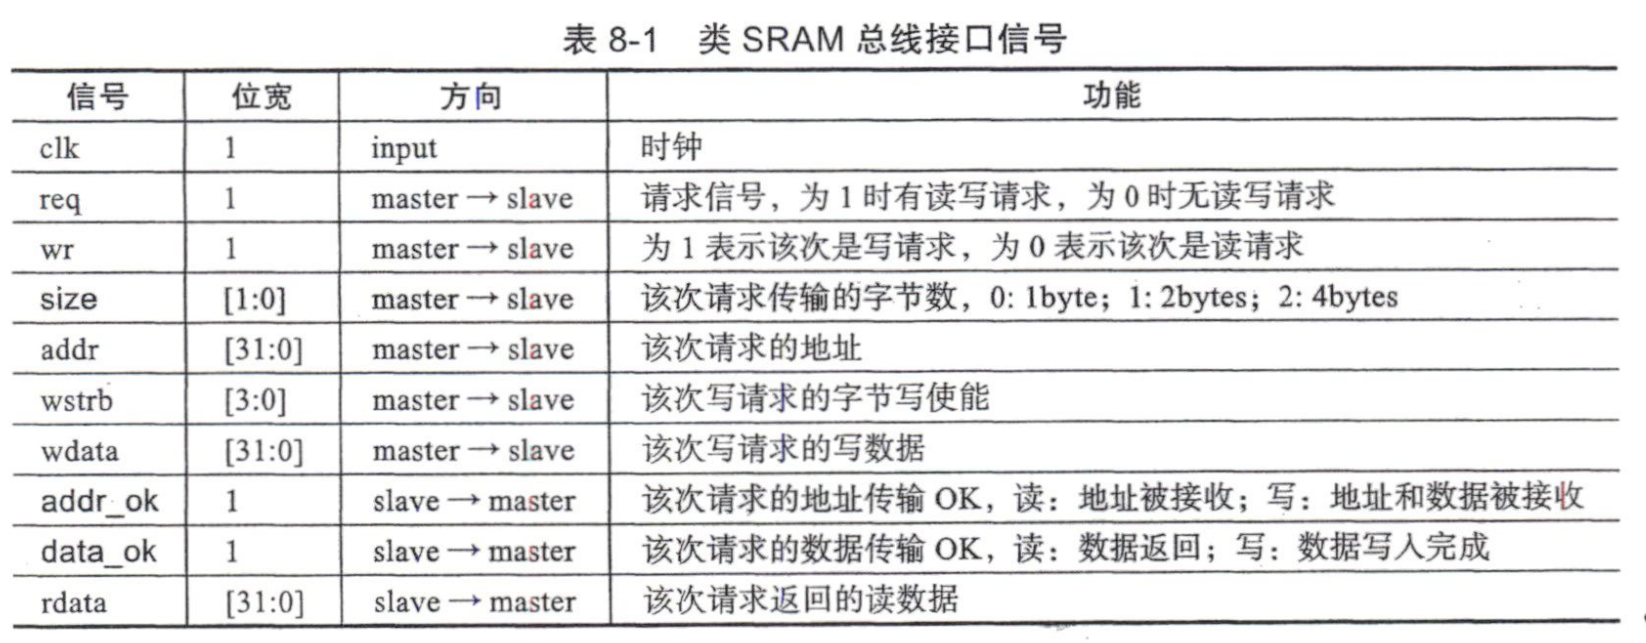 表 8-1 类 SRAM 总线接口信号
信号 位宽 方向 功能
clk 1 input 时钟
req 1 master → slave 请求信号，为 1 时有读写请求，为 0 时无读写请求
wr 1 master → slave 为 1 表示该次是写请求，为 0 表示该次是读请求
size [1:0] master → slave 该次请求传输的字节数，0: 1byte；1: 2bytes；2: 4bytes
addr [31:0] master → slave 该次请求的地址
wstrb [3:0] master → slave 该次写请求的字节写使能
wdata [31:0] master → slave 该次写请求的写数据
addr_ok 1 slave → master 该次请求的地址传输 OK，读：地址被接收；写：地址和数据被接收
data_ok 1 slave → master 该次请求的数据传输 OK，读：数据返回；写：数据写入完成
rdata [31:0] slave → master 该次请求返回的读数据